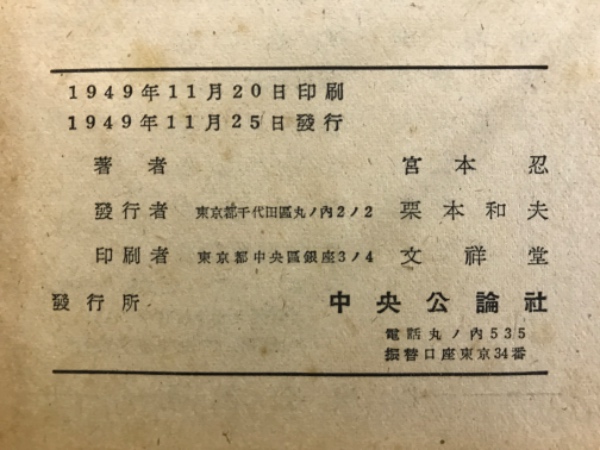 1949年11月20日印刷
1949年11月25日發行
著者 宮本忍
發行者 東京都千代田區丸ノ內2ノ2 栗本和夫
印刷者 東京都中央區銀座3ノ4 文祥堂
發行所 中央公論社
電話丸ノ內535
振替口座東京34番